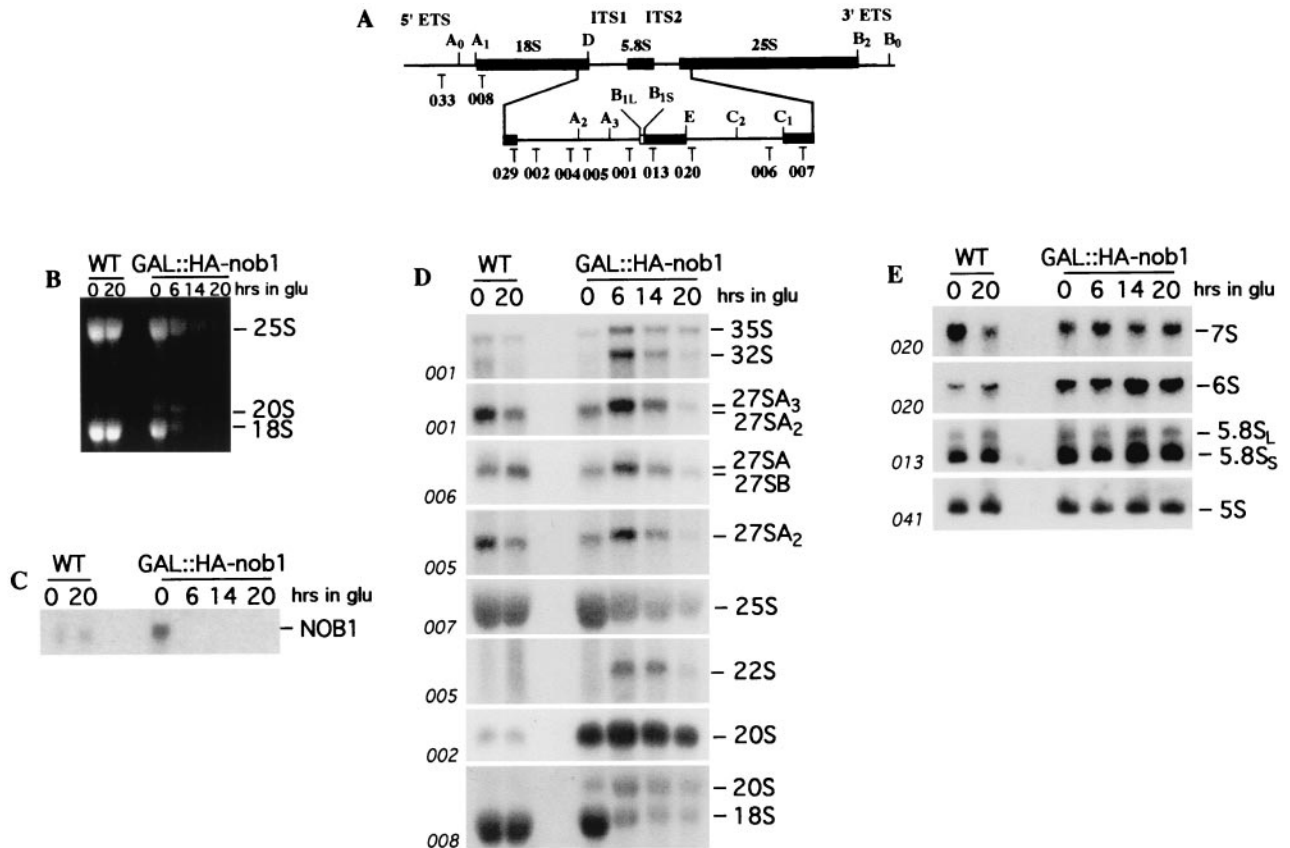 A
5' ETS ITS1 ITS2 3' ETS
A0 A1 18S D 5.8S 25S B2 B0
033 008
B1L B1S
A2 A3 E C2 C1
029 002 004 005 001 013 020 006 007
B
WT GAL::HA-nob1
0 20 0 6 14 20 hrs in glu
– 25S
– 20S
– 18S
C
WT GAL::HA-nob1
0 20 0 6 14 20 hrs in glu
– NOB1
D
WT GAL::HA-nob1
0 20 0 6 14 20 hrs in glu
– 35S
– 32S
001
27SA3
=
27SA2
001
27SA
=
27SB
006
– 27SA2
005
– 25S
007
– 22S
005
– 20S
002
– 20S
– 18S
008
E
WT GAL::HA-nob1
0 20 0 6 14 20 hrs in glu
–7S
020
–6S
020
– 5.8SL
– 5.8SS
013
–5S
041